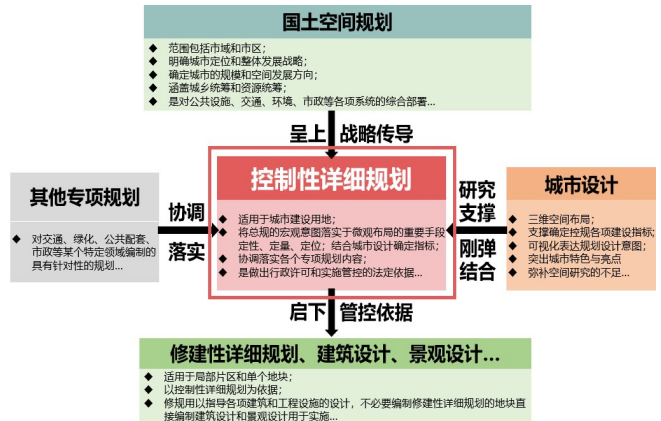 国土空间规划
◆ 范围包括市域和市区；
◆ 明确城市定位和整体发展战略；
◆ 确定城市的规模和空间发展方向；
◆ 涵盖城乡统筹和资源统筹；
◆ 是对公共设施、交通、环境、市政等各项系统的综合部署...
呈上 战略传导
其他专项规划
◆ 对交通、绿化、公共配套、
市政等某个特定领域编制的
具有针对性的规划...
协调
落实
控制性详细规划
◆ 适用于城市建设用地；
◆ 将总规的宏观意图落实于微观布局的重要手段
定性、定量、定位；结合城市设计确定指标；
◆ 协调落实各个专项规划内容；
◆ 是做出行政许可和实施管控的法定依据...
研究
支撑
刚弹
结合
城市设计
◆ 三维空间布局；
◆ 支撑确定控规各项建设指标；
◆ 可视化表达规划设计意图；
◆ 突出城市特色与亮点
◆ 弥补空间研究的不足...
启下 管控依据
修建性详细规划、建筑设计、景观设计...
◆ 适用于局部片区和单个地块；
◆ 以控制性详细规划为依据；
◆ 修规用以指导各项建筑和工程设施的设计，不必要编制修建性详细规划的地块直
接编制建筑设计和景观设计用于实施...